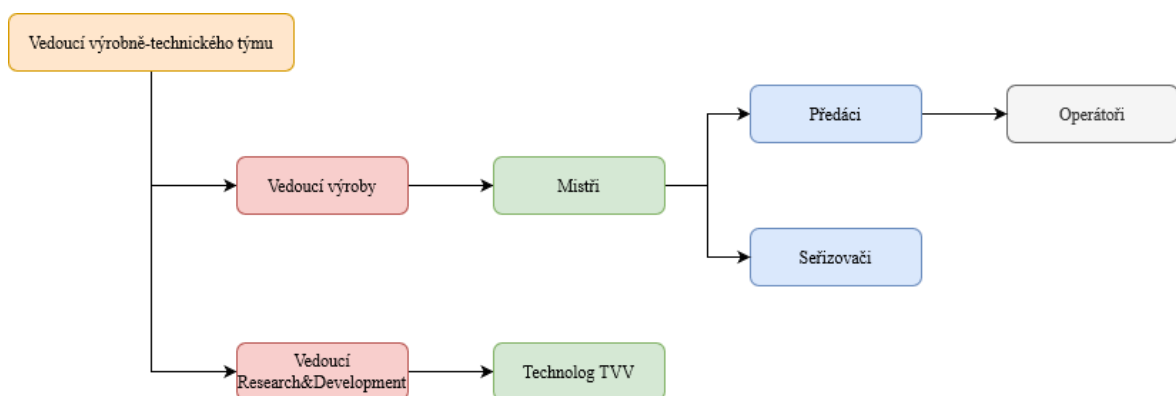 Vedoucí výrobně-technického týmu
Předáci
Operátoři
Vedoucí výroby
Mistři
Seřizovači
Vedoucí
Research&Development
Technolog TVV